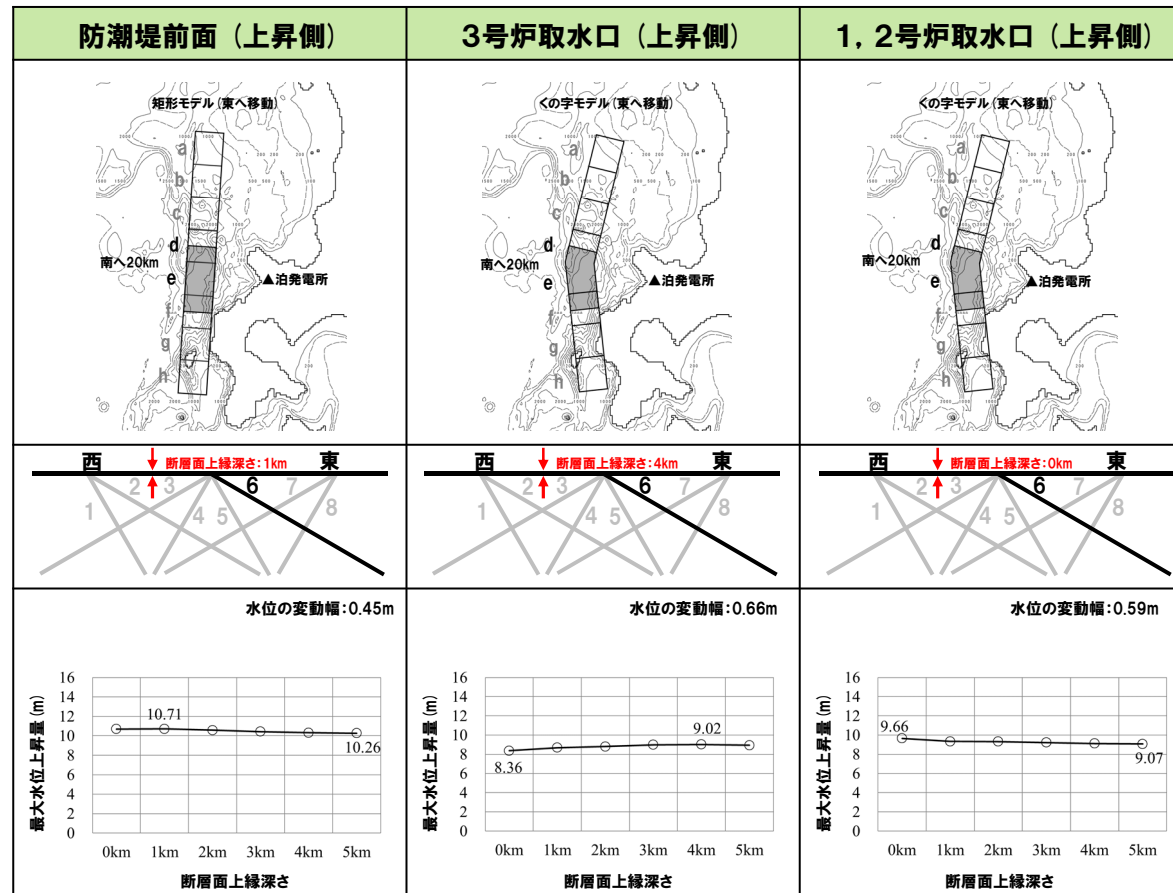 防潮堤前面（上昇側）
3号炉取水口（上昇側）
1，2号炉取水口（上昇側）
矩形モデル（東へ移動）
a
b
c
d
南へ20km
e
▲泊発電所
f
g
h
くの字モデル（東へ移動）
a
b
c
d
南へ20km
e
▲泊発電所
f
g
h
くの字モデル（東へ移動）
a
b
c
d
南へ20km
e
▲泊発電所
f
g
h
西 断層面上縁深さ：1km 東
1 2 3 4 5 6 7 8
西 断層面上縁深さ：4km 東
1 2 3 4 5 6 7 8
西 断層面上縁深さ：0km 東
1 2 3 4 5 6 7 8
水位の変動幅：0.45m
最大水位上昇量（m）
16
14
12
10
8
6
4
2
0
10.71
10.26
0km 1km 2km 3km 4km 5km
断層面上縁深さ
水位の変動幅：0.66m
最大水位上昇量（m）
16
14
12
10
8
6
4
2
0
9.02
8.36
0km 1km 2km 3km 4km 5km
断層面上縁深さ
水位の変動幅：0.59m
最大水位上昇量（m）
16
14
12
10
8
6
4
2
0
9.66
9.07
0km 1km 2km 3km 4km 5km
断層面上縁深さ